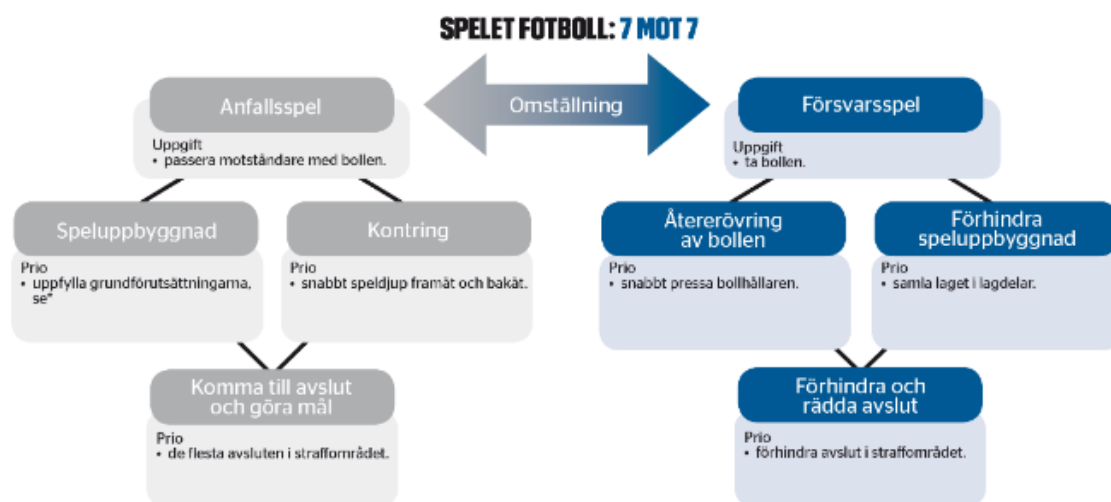 SPELET FOTBOLL: 7 MOT 7
Anfallsspel
Uppgift
• passera motståndare med bollen.
Omställning
Försvarsspel
Uppgift
• ta bollen.
Speluppbyggnad
Prio
• uppfylla grundförutsättningarna,
se*
Kontring
Prio
• snabbt speldjup framåt och bakåt.
Återerövring
av bollen
Prio
• snabbt pressa bollhållaren.
Förhindra
speluppbyggnad
Prio
• samla laget i lagdelar.
Komma till avslut
och göra mål
Prio
• de flesta avsluten i straffområdet.
Förhindra och
rädda avslut
Prio
• förhindra avslut i straffområdet.